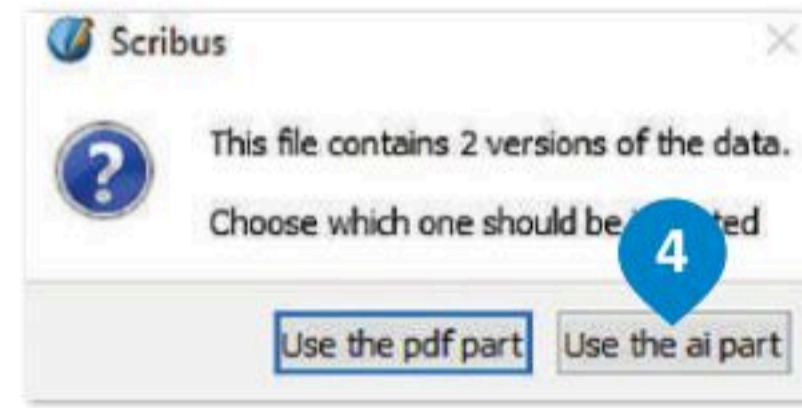 Scribus
This file contains 2 versions of the data.
Choose which one should be
4
Use the pdf part
Use the ai part